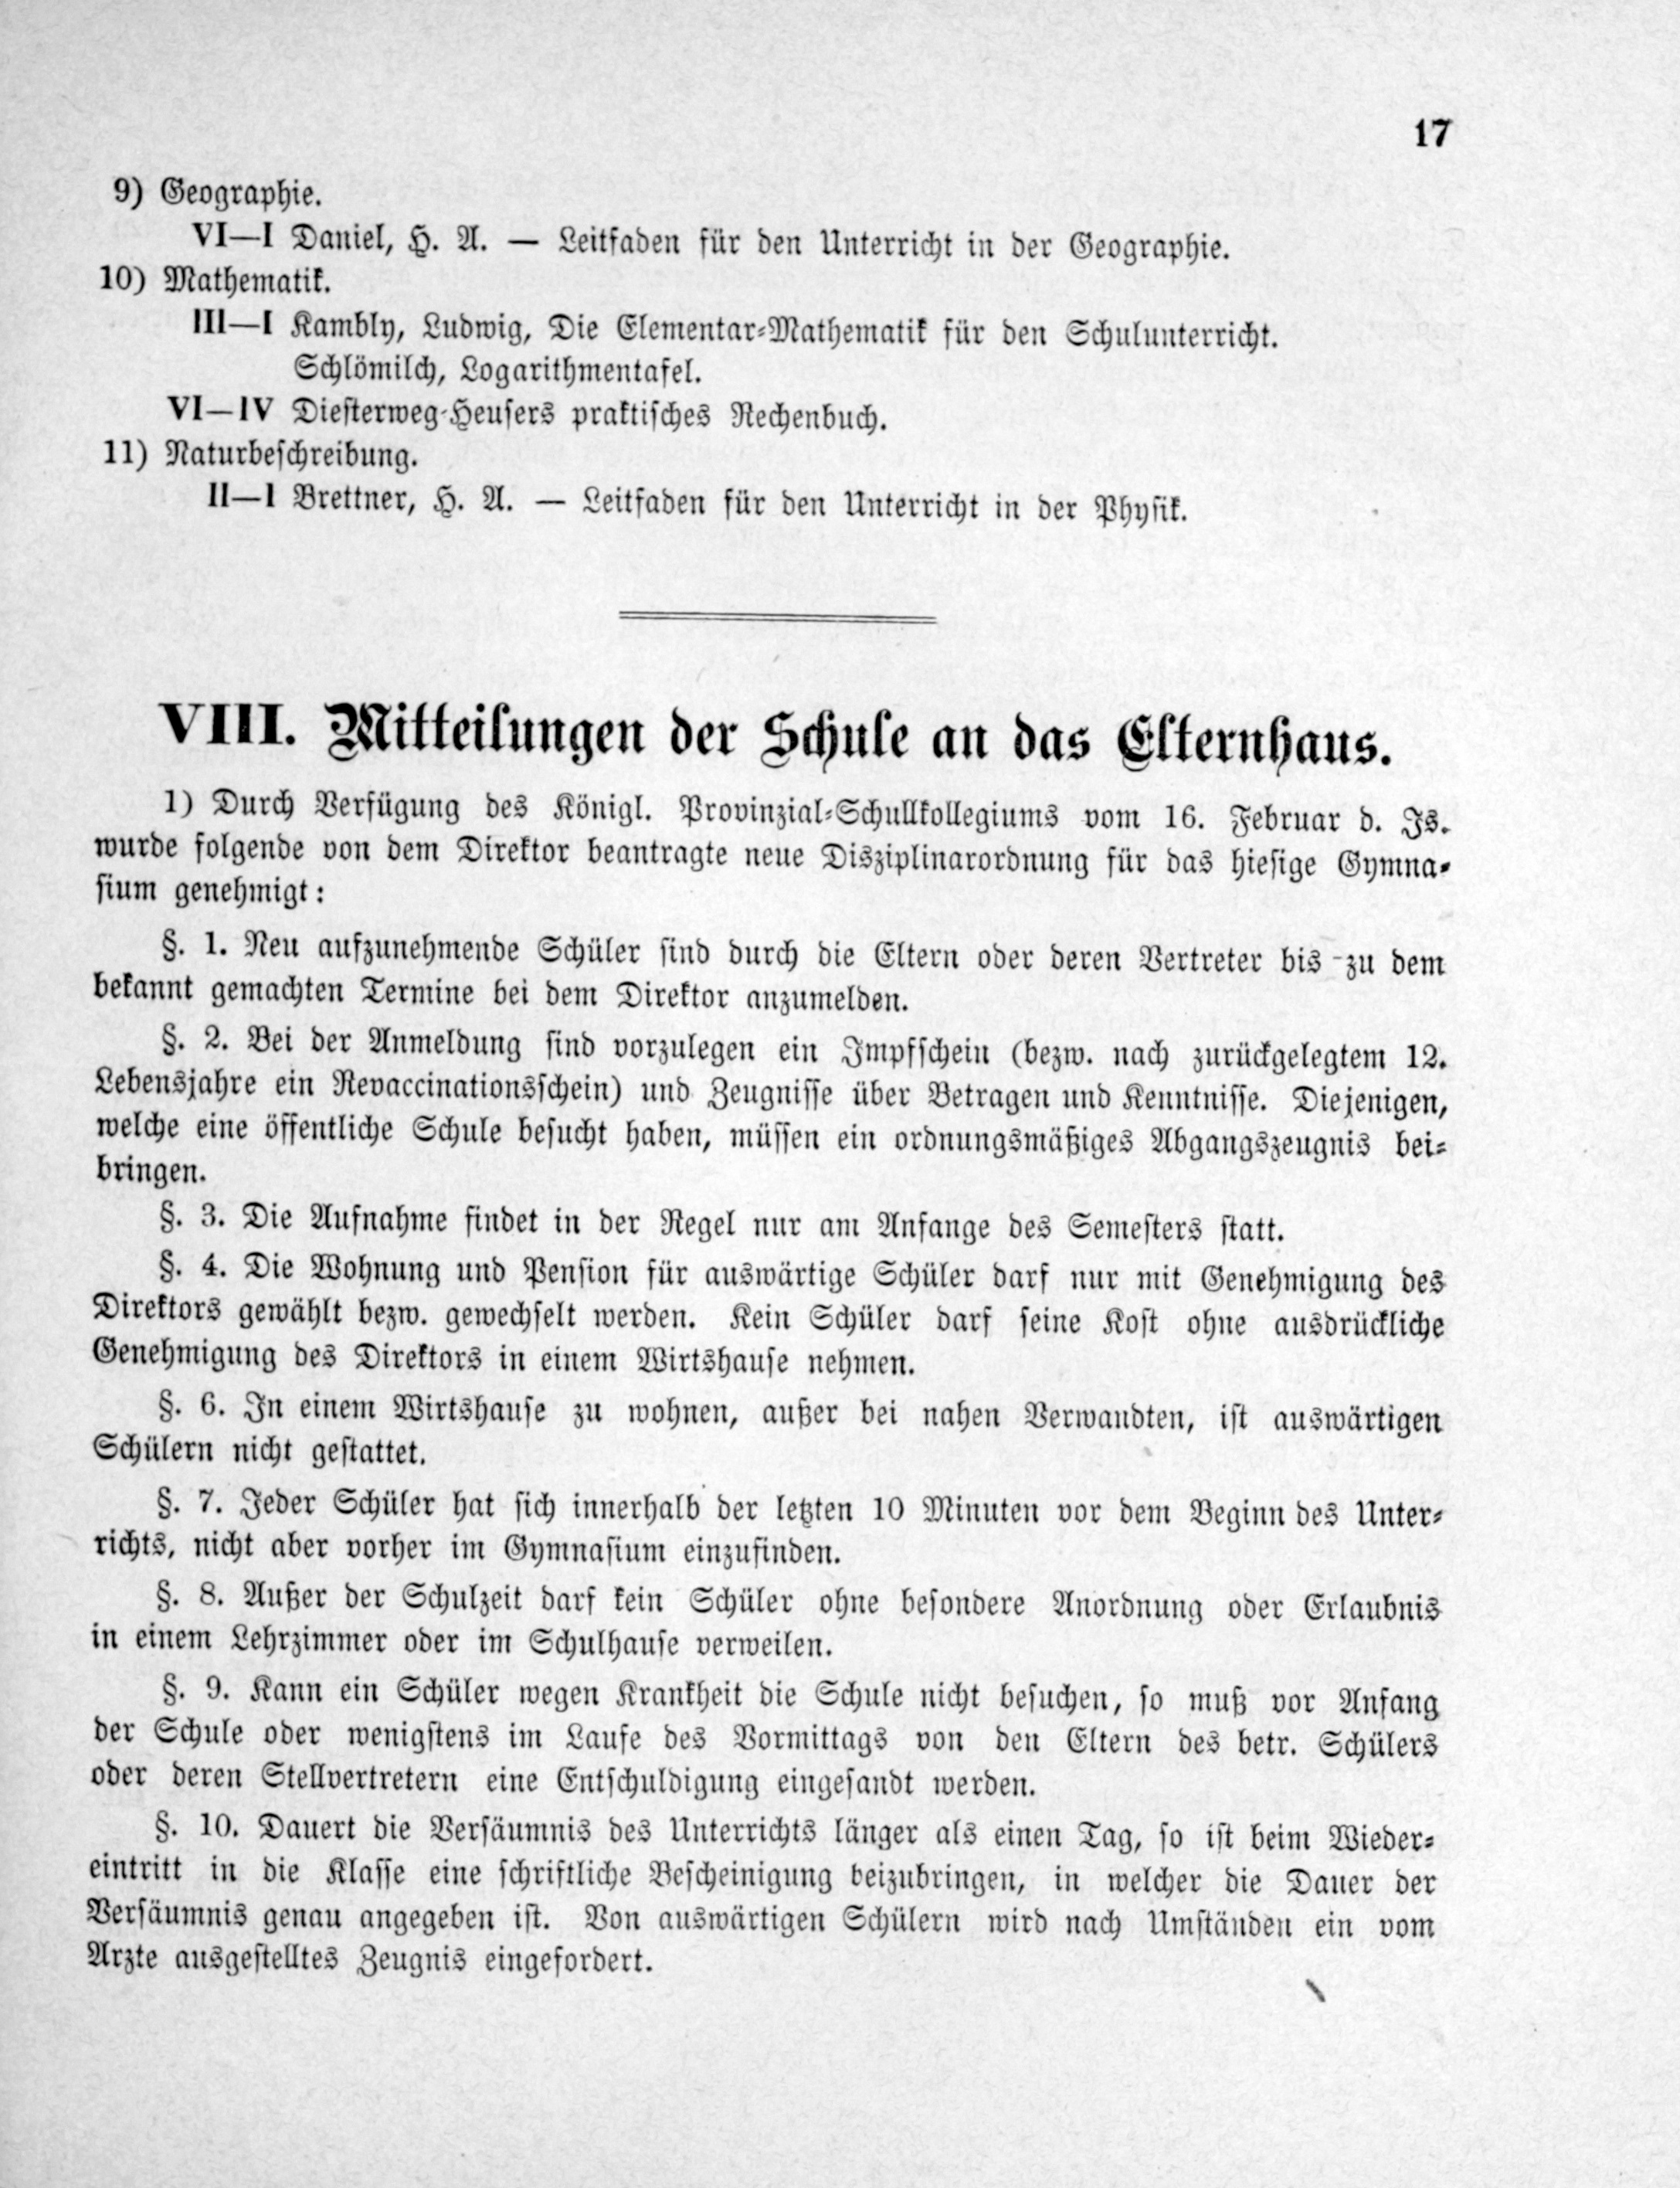 17
9) Geographie.
VI—I Daniel, H. A. — Leitfaden für den Unterricht in der Geographie.
10) Mathematik.
III—I Kambly, Ludwig, Die Elementar-Mathematik für den Schulunterricht.
Schlömilch, Logarithmentafel.
VI—IV Diesterweg-Heusers praktisches Rechenbuch.
11) Naturbeschreibung.
II—I Brettner, H. A. — Leitfaden für den Unterricht in der Physik.
VIII. Mitteilungen der Schule an das Elternhaus.
1) Durch Verfügung des Königl. Provinzial-Schullkollegiums vom 16. Februar d. Js.
wurde folgende von dem Direktor beantragte neue Disziplinarordnung für das hiesige Gymna-
sium genehmigt:
§. 1. Neu aufzunehmende Schüler sind durch die Eltern oder deren Vertreter bis zu dem
bekannt gemachten Termine bei dem Direktor anzumelden.
§. 2. Bei der Anmeldung sind vorzulegen ein Impfschein (bezw. nach zurückgelegtem 12.
Lebensjahre ein Revaccinationsschein) und Zeugnisse über Betragen und Kenntnisse. Diejenigen,
welche eine öffentliche Schule besucht haben, müssen ein ordnungsmäßiges Abgangszeugnis bei-
bringen.
§. 3. Die Aufnahme findet in der Regel nur am Anfange des Semesters statt.
§. 4. Die Wohnung und Pension für auswärtige Schüler darf nur mit Genehmigung des
Direktors gewählt bezw. gewechselt werden. Kein Schüler darf seine Kost ohne ausdrückliche
Genehmigung des Direktors in einem Wirtshause nehmen.
§. 6. In einem Wirtshause zu wohnen, außer bei nahen Verwandten, ist auswärtigen
Schülern nicht gestattet.
§. 7. Jeder Schüler hat sich innerhalb der letzten 10 Minuten vor dem Beginn des Unter-
richts, nicht aber vorher im Gymnasium einzufinden.
§. 8. Außer der Schulzeit darf kein Schüler ohne besondere Anordnung oder Erlaubnis
in einem Lehrzimmer oder im Schulhause verweilen.
§. 9. Kann ein Schüler wegen Krankheit die Schule nicht besuchen, so muß vor Anfang
der Schule oder wenigstens im Laufe des Vormittags von den Eltern des betr. Schülers
oder deren Stellvertretern eine Entschuldigung eingesandt werden.
§. 10. Dauert die Versäumnis des Unterrichts länger als einen Tag, so ist beim Wieder-
eintritt in die Klasse eine schriftliche Bescheinigung beizubringen, in welcher die Dauer der
Versäumnis genau angegeben ist. Von auswärtigen Schülern wird nach Umständen ein vom
Arzte ausgestelltes Zeugnis eingefordert.